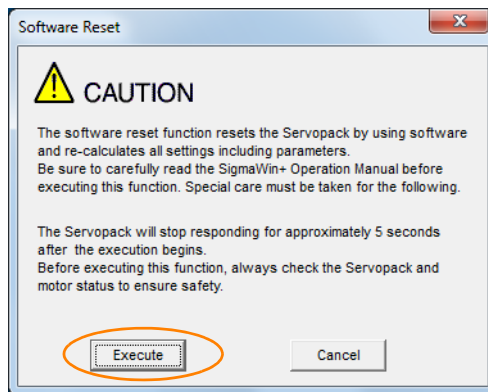 Software Reset
CAUTION
The software reset function resets the Servopack by using software
and re-calculates all settings including parameters.
Be sure to carefully read the SigmaWin+ Operation Manual before
executing this function. Special care must be taken for the following.
The Servopack will stop responding for approximately 5 seconds
after the execution begins.
Before executing this function, always check the Servopack and
motor status to ensure safety.
Execute
Cancel